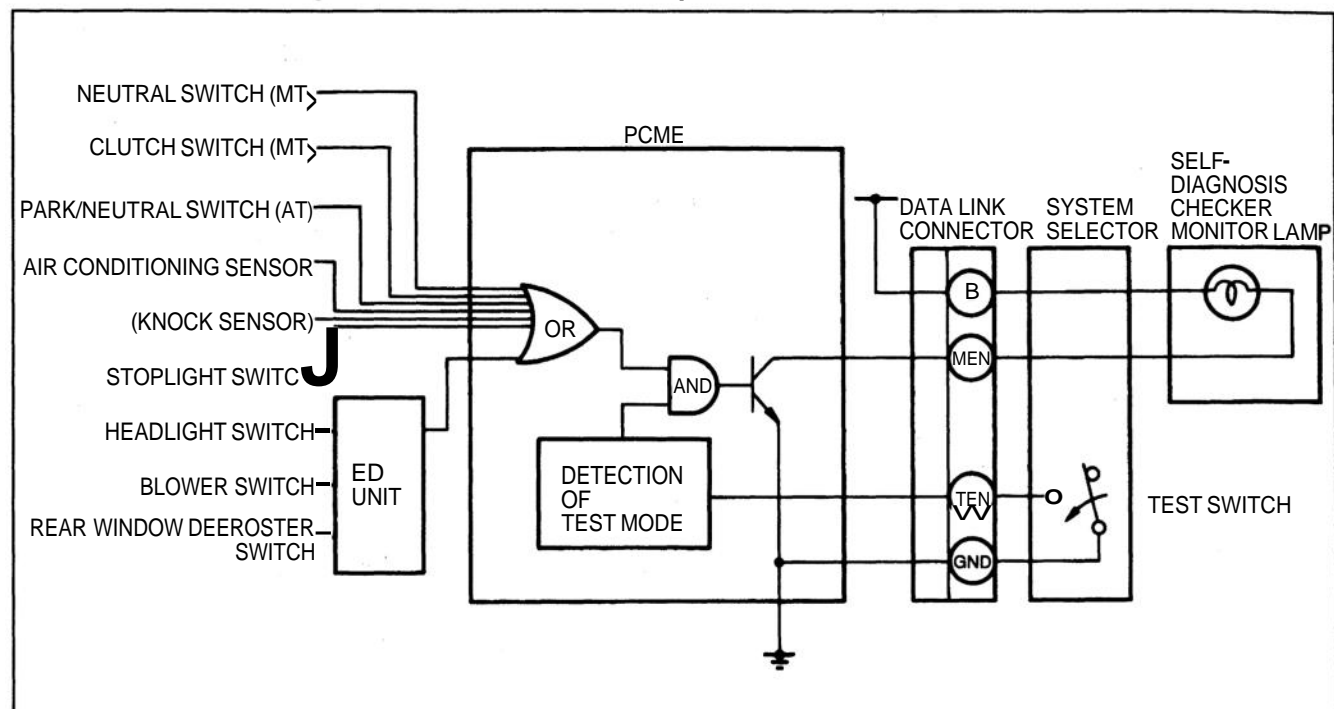 NEUTRAL SWITCH (MT)
CLUTCH SWITCH (MT)
PARK/NEUTRAL SWITCH (AT)
AIR CONDITIONING SENSOR
(KNOCK SENSOR)
STOPLIGHT SWITC
HEADLIGHT SWITCH
BLOWER SWITCH
REAR WINDOW DEEROSTER
SWITCH
ED
UNIT
PCME
OR
AND
DETECTION
OF
TEST MODE
DATA LINK
CONNECTOR
B
MEN
TEN
GND
SYSTEM
SELECTOR
SELF-
DIAGNOSIS
CHECKER
MONITOR LAMP
O
TEST SWITCH